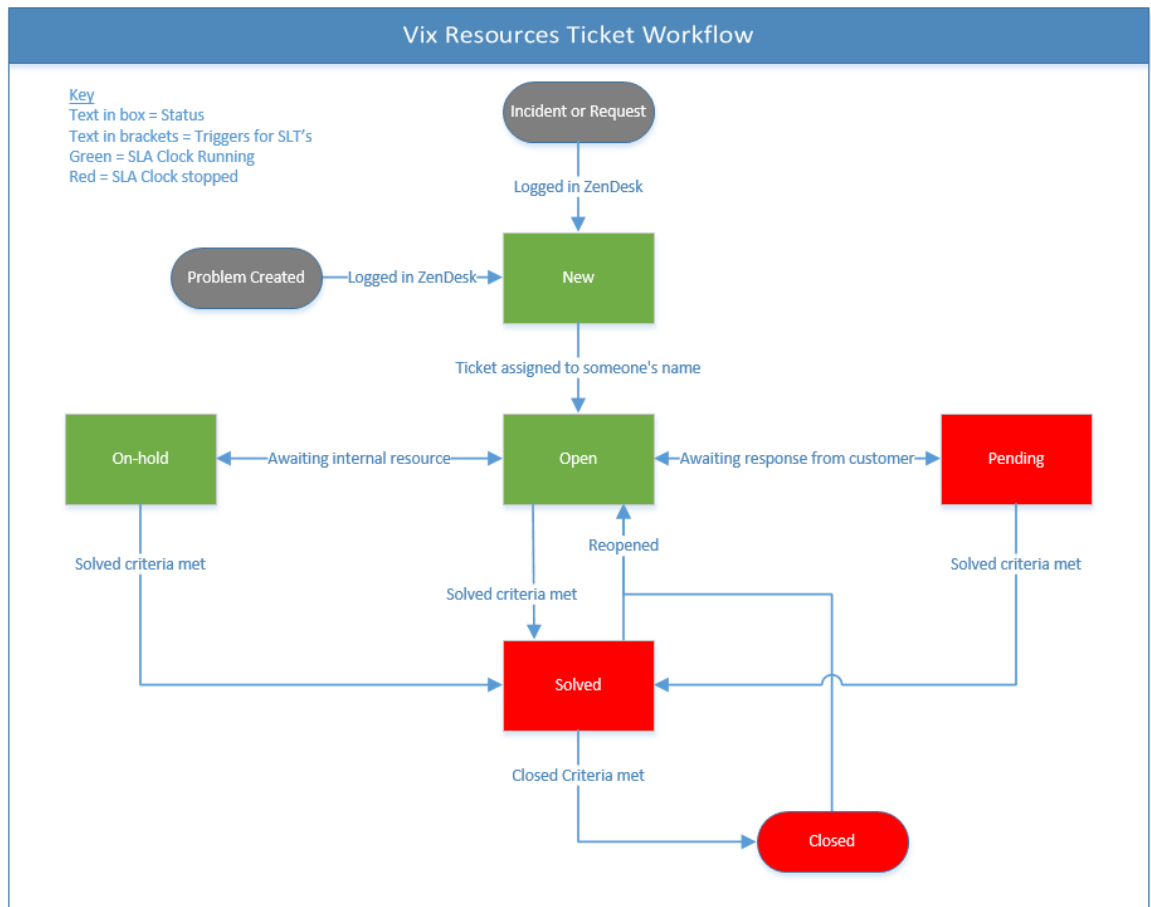 Vix Resources Ticket Workflow
Key
Text in box = Status
Text in brackets = Triggers for SLT's
Green = SLA Clock Running
Red = SLA Clock stopped
Incident or Request
Logged in ZenDesk
Problem Created
Logged in ZenDesk
New
Ticket assigned to someone's name
On-hold
Awaiting internal resource
Open
Awaiting response from customer
Pending
Reopened
Solved criteria met
Solved criteria met
Solved criteria met
Solved
Closed Criteria met
Closed